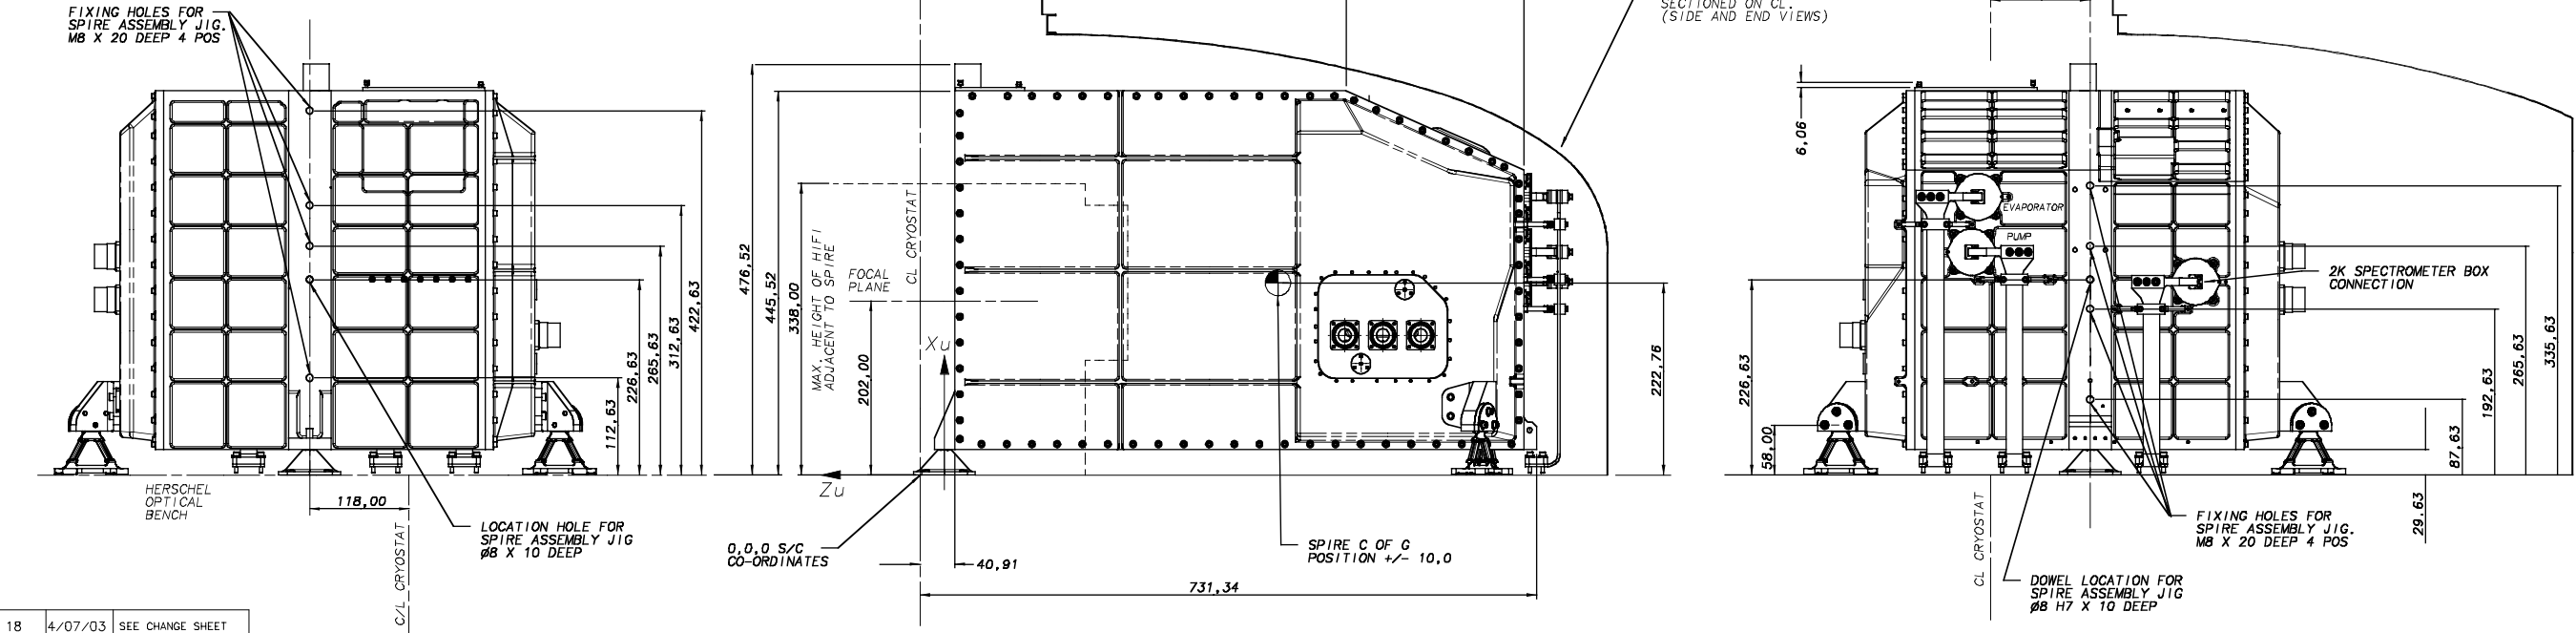 FIXING HOLES FOR
SPIRE ASSEMBLY JIG.
M8 X 20 DEEP 4 POS
422,63
312,63
265,63
226,63
112,63
HERSCHEL
OPTICAL
BENCH
118,00
C/L CRYOSTAT
LOCATION HOLE FOR
SPIRE ASSEMBLY JIG
Ø8 X 10 DEEP
18 4/07/03 SEE CHANGE SHEET
SECTIONED ON CL.
(SIDE AND END VIEWS)
476,52
445,52
338,00
MAX. HEIGHT OF HIFI
ADJACENT TO SPIRE
202,00
FOCAL
PLANE
CL CRYOSTAT
Xu
Zu
0,0,0 S/C
CO-ORDINATES
40,91
731,34
SPIRE C OF G
POSITION +/- 10,0
222,76
6,06
EVAPORATOR
PUMP
2K SPECTROMETER BOX
CONNECTION
226,63
58,00
335,63
265,63
192,63
87,63
29.63
CL CRYOSTAT
FIXING HOLES FOR
SPIRE ASSEMBLY JIG.
M8 X 20 DEEP 4 POS
DOWEL LOCATION FOR
SPIRE ASSEMBLY JIG
Ø8 H7 X 10 DEEP